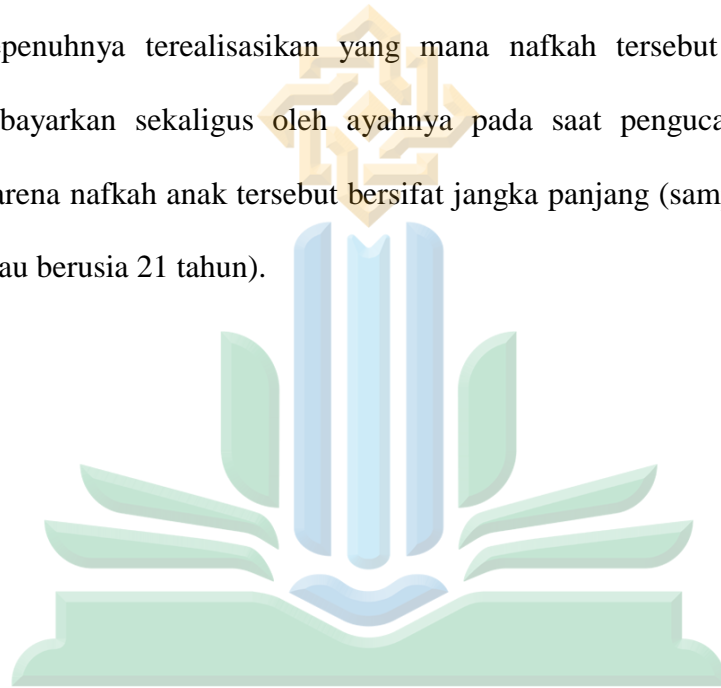 epenuhnya terealisasikan yang mana nafkah tersebut
bayarkan sekaligus oleh ayahnya pada saat penguca
arena nafkah anak tersebut bersifat jangka panjang (sam
au berusia 21 tahun).